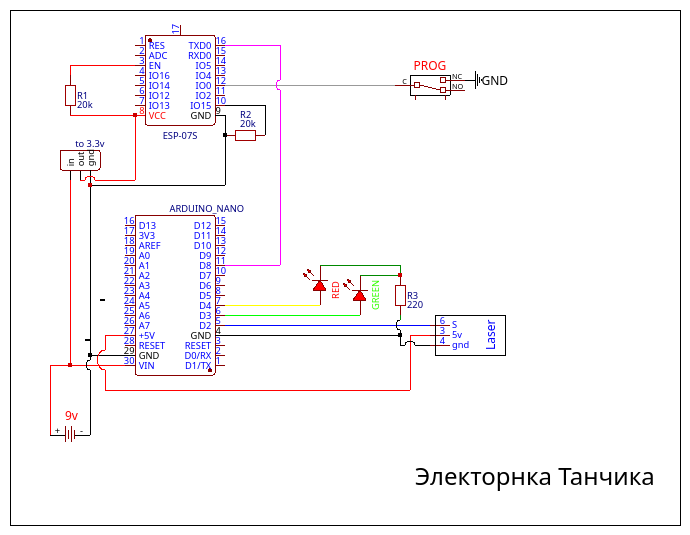 17
1 RES TXD0 16
2 ADC RXD0 15
3 EN IO5 14
4 IO16 IO4 13
5 IO14 IO0 12
6 IO12 IO2 11
7 IO13 IO15 10
8 VCC GND 9
ESP-07S
R1
20k
R2
20k
PROG
C NC
NO
GND
to 3.3v
in out gnd
ARDUINO_NANO
16 D13 D12 15
17 3V3 D11 14
18 AREF D10 13
19 A0 D9 12
20 A1 D8 11
21 A2 D7 10
22 A3 D6 9
23 A4 D5 8
24 A5 D4 7
25 A6 D3 6
26 A7 D2 5
27 +5V GND 4
28 RESET RESET 3
29 GND D0/RX 2
30 VIN D1/TX 1
RED
GREEN
R3
220
6 S
3 5v
4 gnd
Laser
9v
+ -
Электорнка Танчика